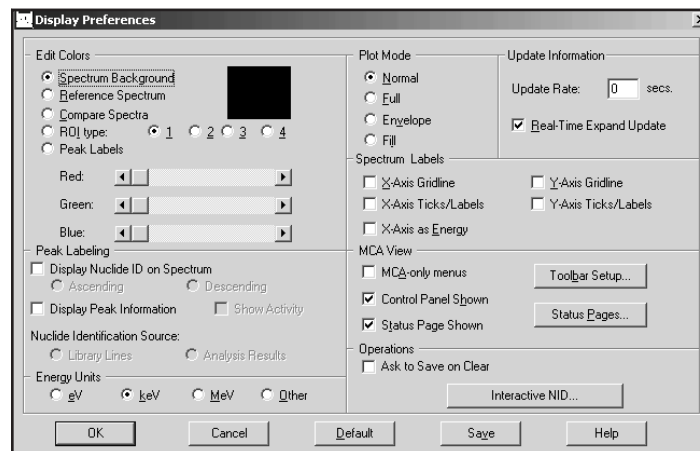 Display Preferences
Edit Colors
Spectrum Background
Reference Spectrum
Compare Spectra
ROI type: 1 2 3 4
Peak Labels
Red:
Green:
Blue:
Peak Labeling
Display Nuclide ID on Spectrum
Ascending Descending
Display Peak Information Show Activity
Nuclide Identification Source:
Library Lines Analysis Results
Energy Units
eV keV MeV Other
Plot Mode
Normal
Full
Envelope
Fill
Update Information
Update Rate: 0 secs.
Real-Time Expand Update
Spectrum Labels
X-Axis Gridline Y-Axis Gridline
X-Axis Ticks/Labels Y-Axis Ticks/Labels
X-Axis as Energy
MCA View
MCA-only menus Toolbar Setup...
Control Panel Shown
Status Page Shown Status Pages...
Operations
Ask to Save on Clear
Interactive NID...
OK Cancel Default Save Help